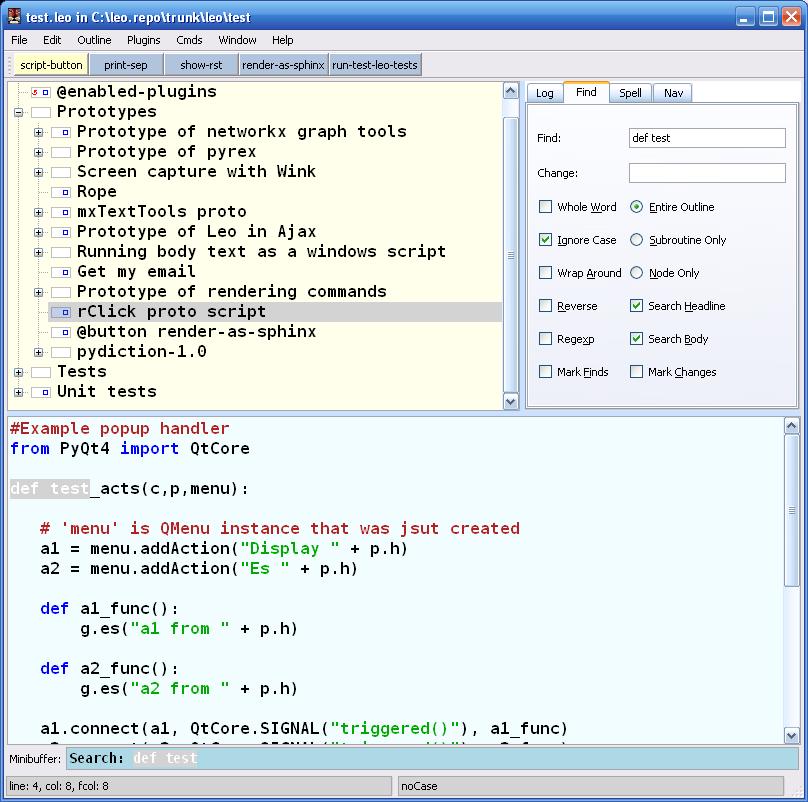 test.leo in C:\leo.repo\trunk\leo\test
File Edit Outline Plugins Cmds Window Help
script-button print-sep show-rst render-as-sphinx run-test-leo-tests
@enabled-plugins
Prototypes
Prototype of networkx graph tools
Prototype of pyrex
Screen capture with Wink
Rope
mxTextTools proto
Prototype of Leo in Ajax
Running body text as a windows script
Get my email
Prototype of rendering commands
rClick proto script
@button render-as-sphinx
pydiction-1.0
Tests
Unit tests
Log Find Spell Nav
Find: def test
Change:
Whole Word Entire Outline
Ignore Case Subroutine Only
Wrap Around Node Only
Reverse Search Headline
Regexp Search Body
Mark Finds Mark Changes
#Example popup handler
from PyQt4 import QtCore
def test_acts(c,p,menu):
# 'menu' is QMenu instance that was jsut created
a1 = menu.addAction("Display " + p.h)
a2 = menu.addAction("Es " + p.h)
def a1_func():
g.es("a1 from " + p.h)
def a2_func():
g.es("a2 from " + p.h)
a1.connect(a1, QtCore.SIGNAL("triggered()"), a1_func)
Minibuffer: Search: def test
line: 4, col: 8, fcol: 8 noCase